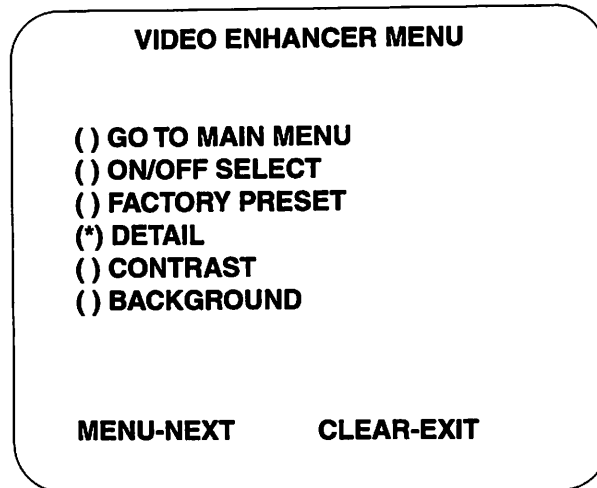 VIDEO ENHANCER MENU
( ) GO TO MAIN MENU
( ) ON/OFF SELECT
( ) FACTORY PRESET
(*) DETAIL
( ) CONTRAST
( ) BACKGROUND
MENU-NEXT CLEAR-EXIT